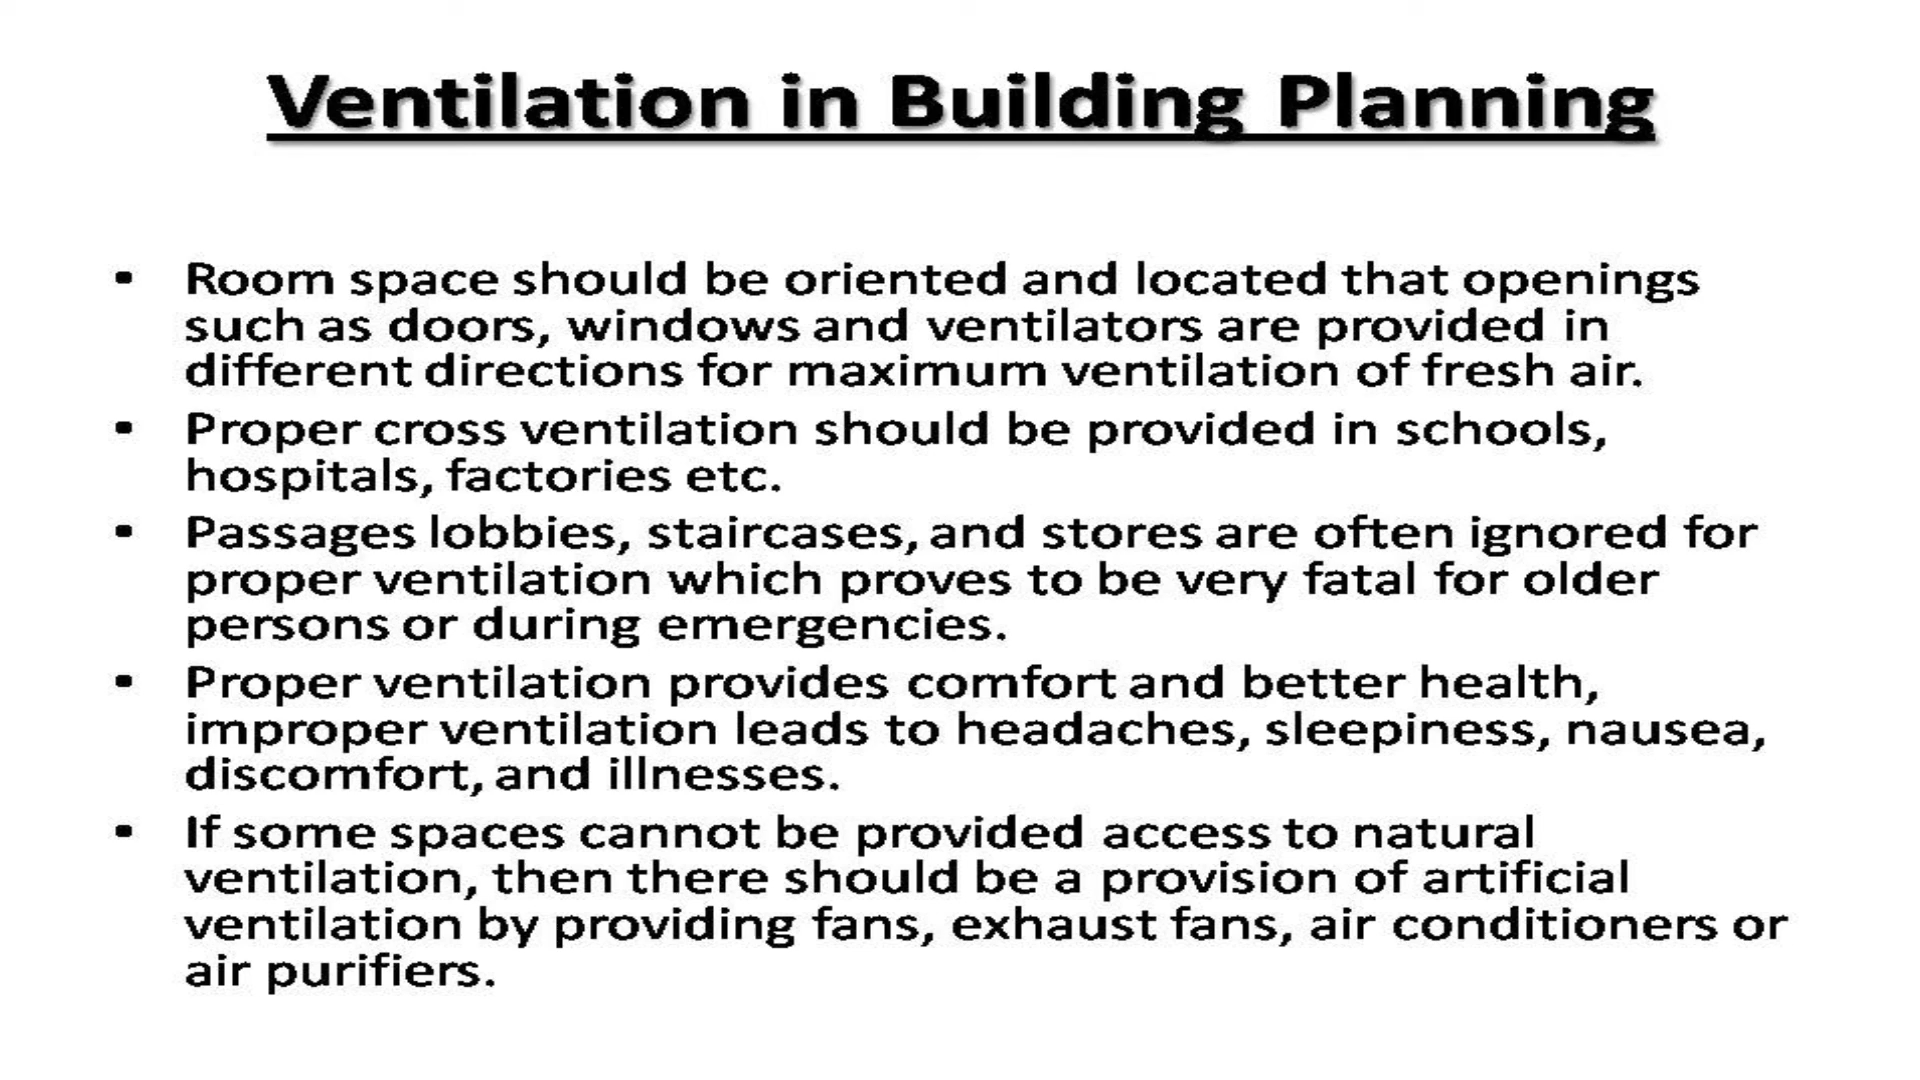 Ventilation in Building Planning
• Room space should be oriented and located that openings
such as doors, windows and ventilators are provided in
different directions for maximum ventilation of fresh air.
• Proper cross ventilation should be provided in schools,
hospitals, factories etc.
• Passages lobbies, staircases, and stores are often ignored for
proper ventilation which proves to be very fatal for older
persons or during emergencies.
• Proper ventilation provides comfort and better health,
improper ventilation leads to headaches, sleepiness, nausea,
discomfort, and illnesses.
• If some spaces cannot be provided access to natural
ventilation, then there should be a provision of artificial
ventilation by providing fans, exhaust fans, air conditioners or
air purifiers.